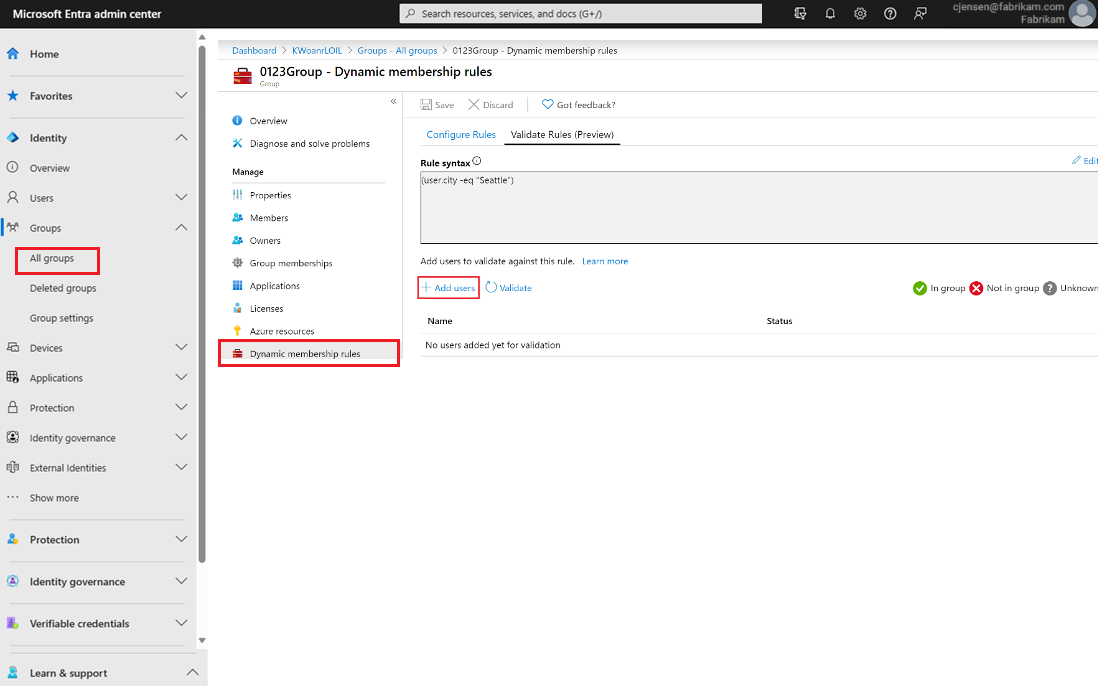 Microsoft Entra admin center
Search resources, services, and docs (G+/)
cjensen@fabrikam.com
Fabrikam
Home
Favorites
Identity
Overview
Users
Groups
All groups
Deleted groups
Group settings
Devices
Applications
Protection
Identity governance
External Identities
Show more
Protection
Identity governance
Verifiable credentials
Learn & support
Dashboard > KWoanrLOIL > Groups - All groups > 0123Group - Dynamic membership rules
0123Group - Dynamic membership rules
Group
Overview
Diagnose and solve problems
Manage
Properties
Members
Owners
Group memberships
Applications
Licenses
Azure resources
Dynamic membership rules
Save Discard Got feedback?
Configure Rules Validate Rules (Preview)
Rule syntax
Edit
(user.city -eq "Seattle")
Add users to validate against this rule. Learn more
Add users Validate In group Not in group Unknown
Name Status
No users added yet for validation